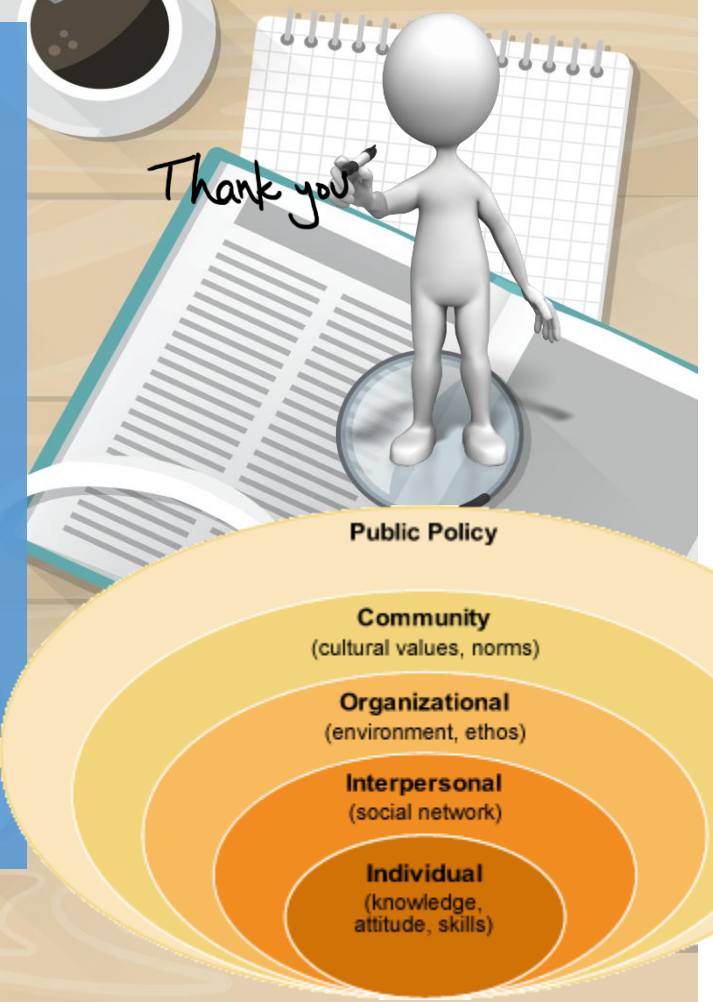 Thank you
Public Policy
Community
(cultural values, norms)
Organizational
(environment, ethos)
Interpersonal
(social network)
Individual
(knowledge,
attitude, skills)